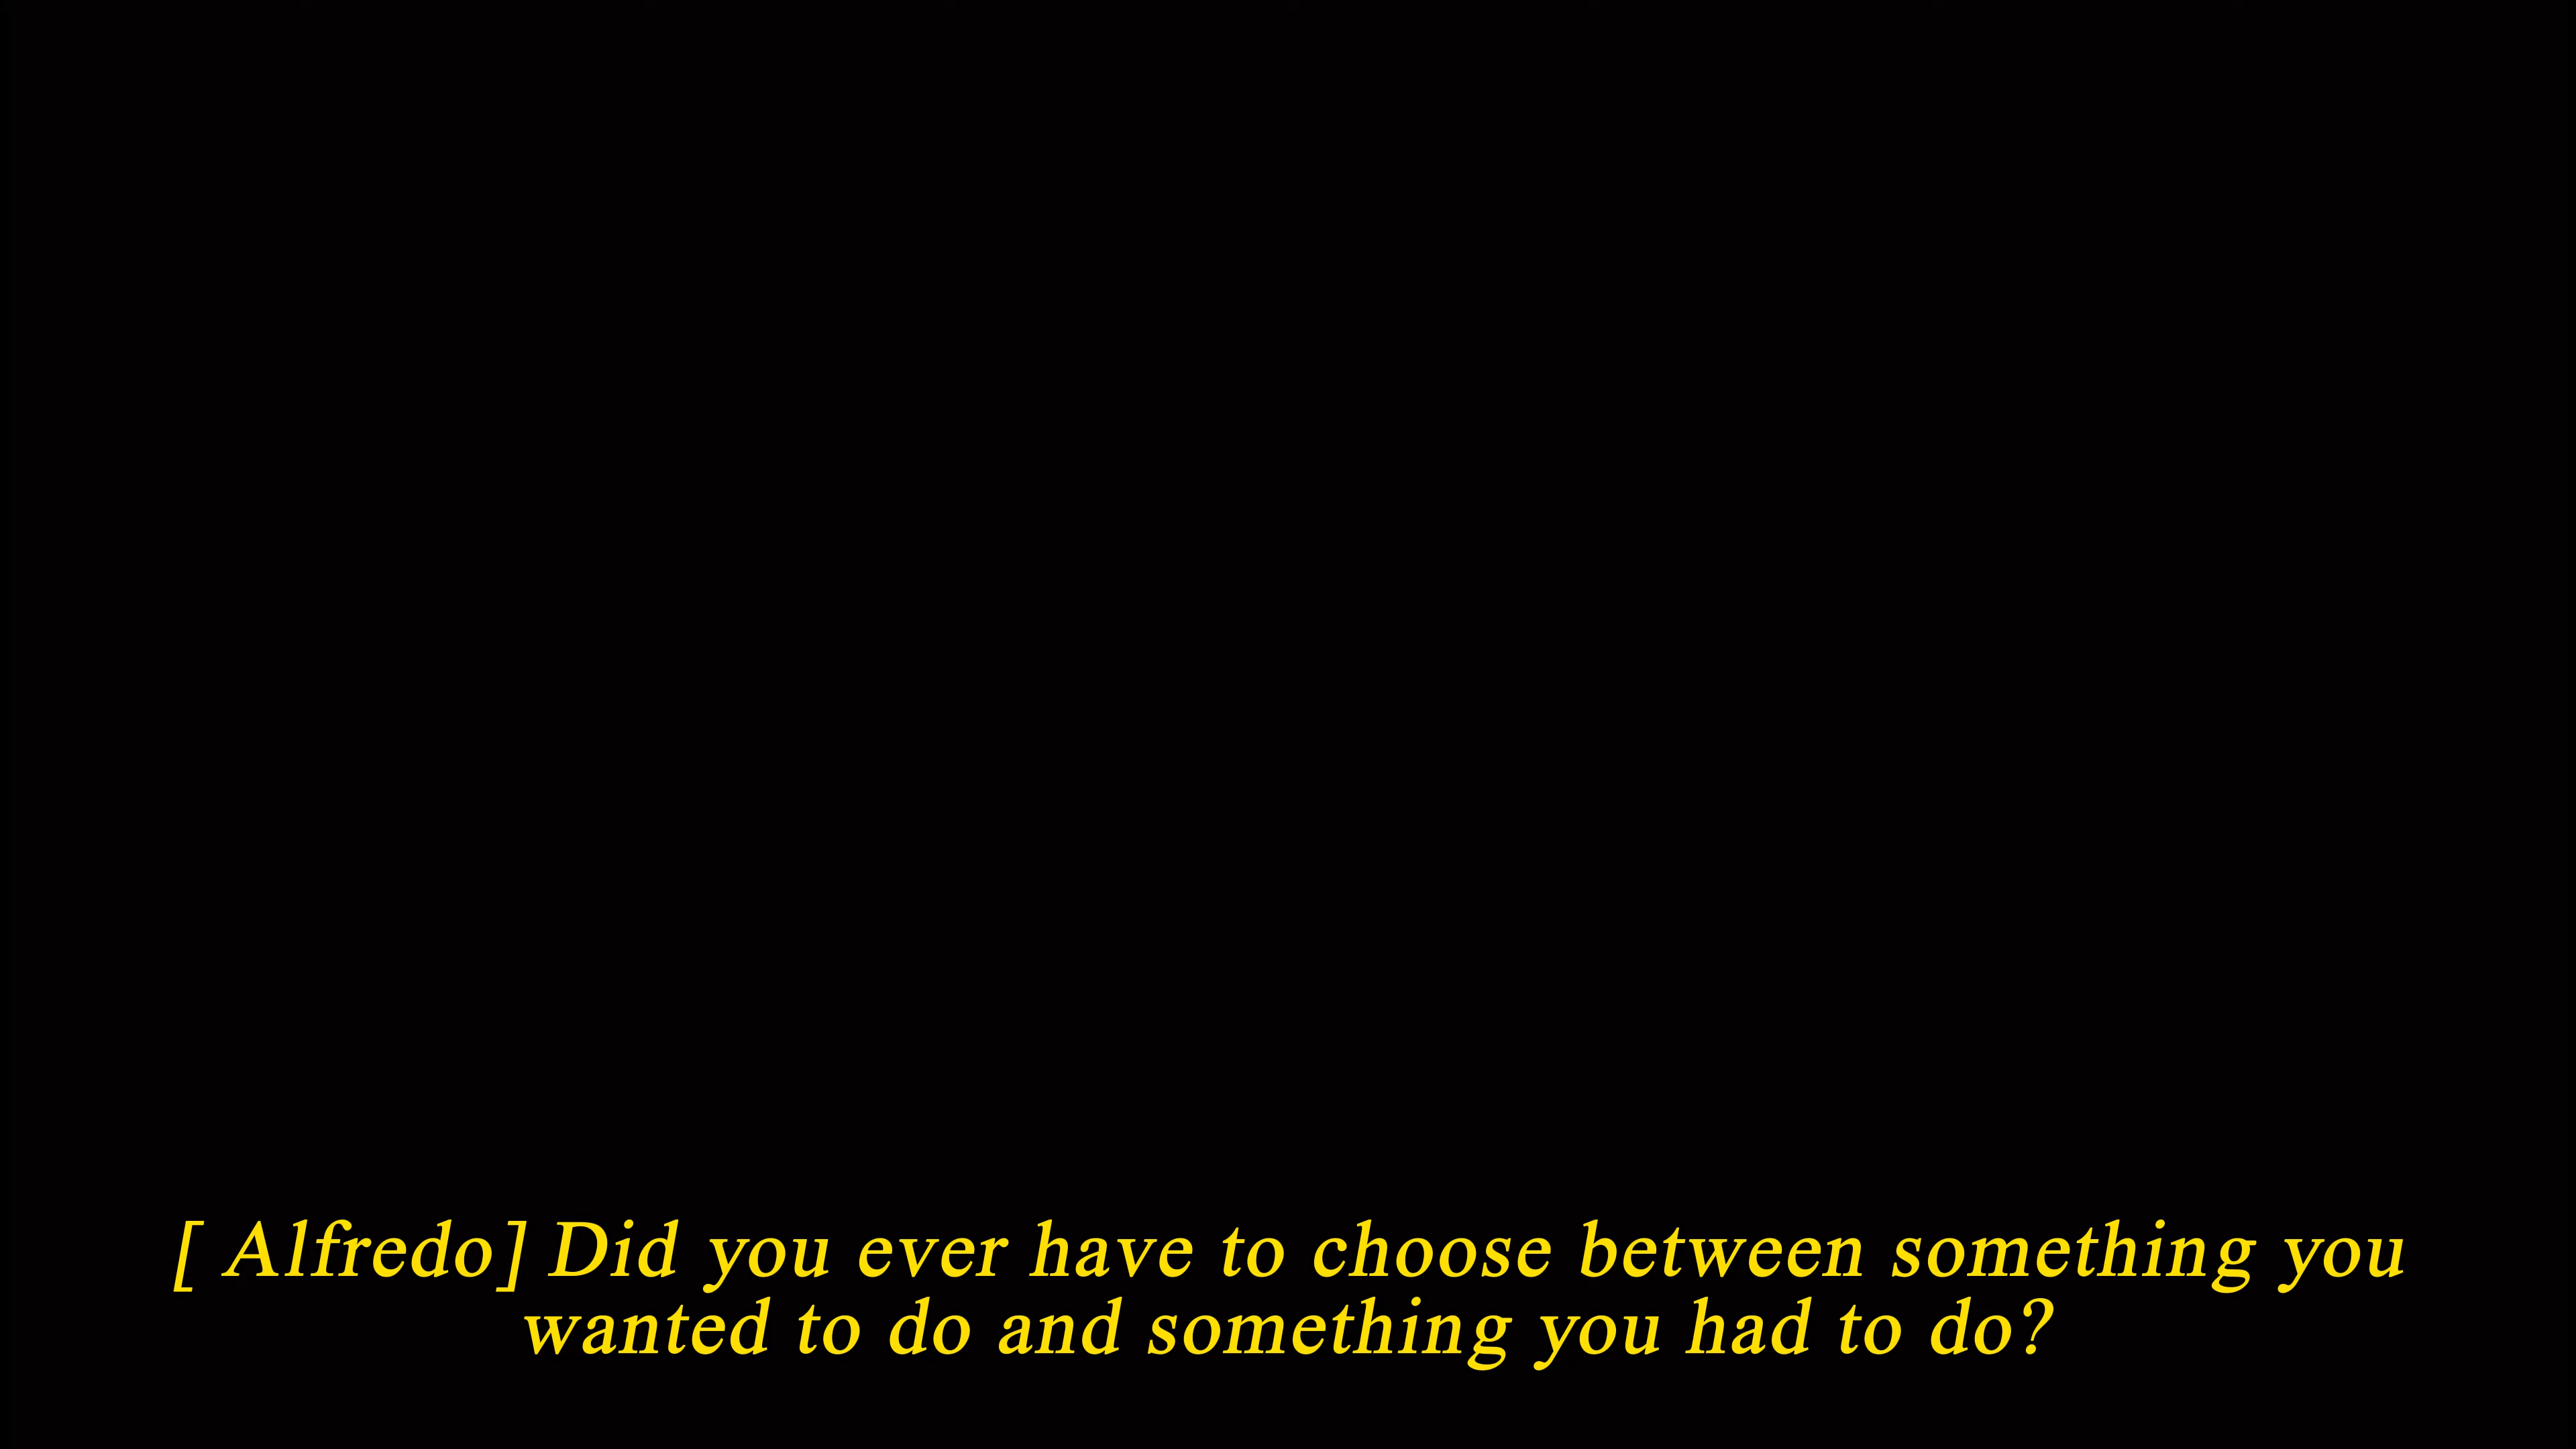 [ Alfredo] Did you ever have to choose between something you
wanted to do and something you had to do?